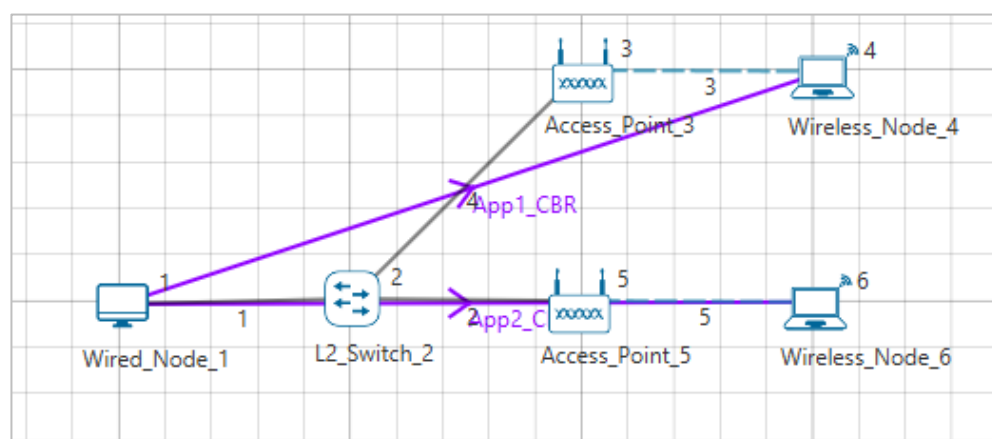 3
4
3
Access_Point_3
Wireless_Node_4
4
App1_CBR
1
2
5
6
1
2
App2_C
5
Wired_Node_1
L2_Switch_2
Access_Point_5
Wireless_Node_6